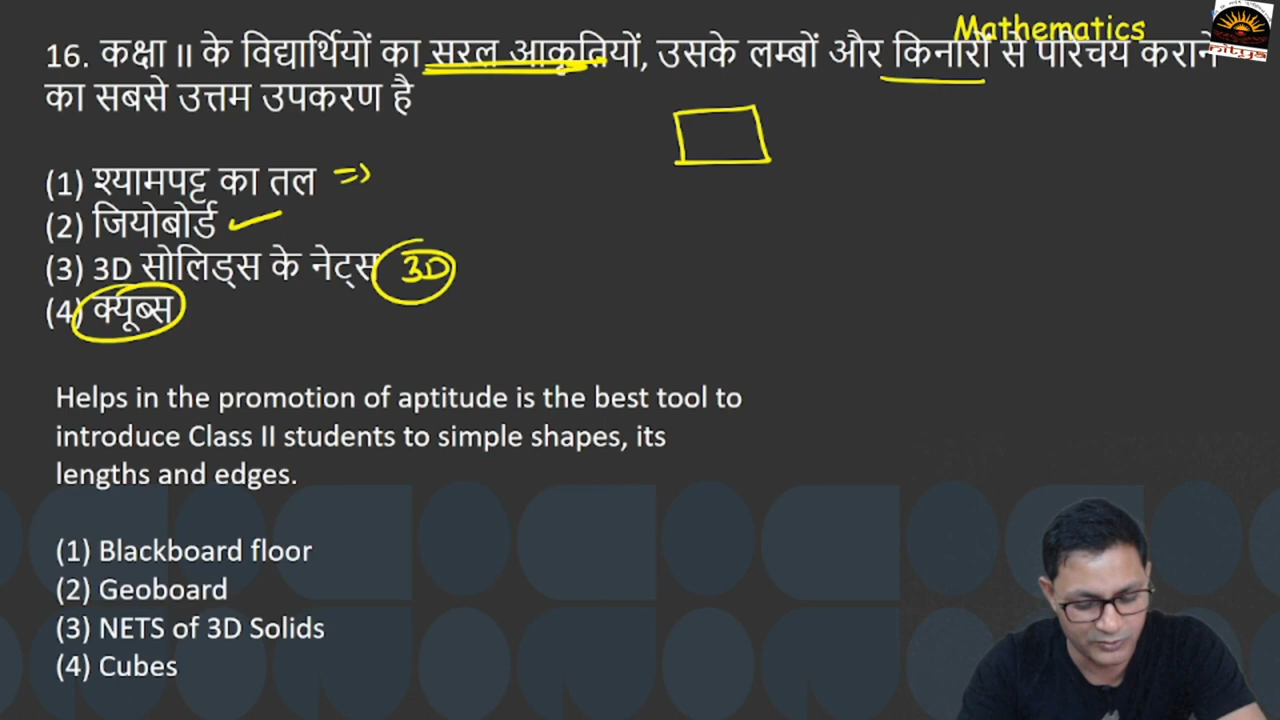 Mathematics
nitya
16. कक्षा II के विद्यार्थियों का सरल आकृतियों, उसके लम्बों और किनारों से परिचय कराने
का सबसे उत्तम उपकरण है
(1) श्यामपट्ट का तल =>
(2) जियोबोर्ड
(3) 3D सोलिड्स के नेट्स 3D
(4) क्यूब्स
Helps in the promotion of aptitude is the best tool to
introduce Class II students to simple shapes, its
lengths and edges.
(1) Blackboard floor
(2) Geoboard
(3) NETS of 3D Solids
(4) Cubes